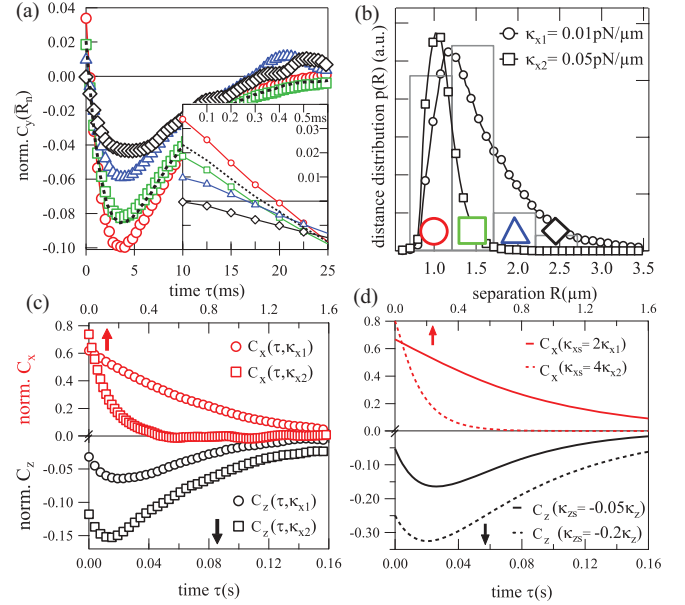 (a)
norm. C_y(R̄_n)
0.04
0.02
0.00
-0.02
-0.04
-0.06
-0.08
-0.10
0.1 0.2 0.3 0.4 0.5ms
0.03
0.02
0.01
0 5 10 15 20 25
time τ(ms)
(b)
distance distribution p(R) (a.u.)
κ_x1= 0.01pN/µm
κ_x2= 0.05pN/µm
1.0 1.5 2.0 2.5 3.0 3.5
separation R(µm)
(c)
0.0 0.4 0.8 1.2 1.6
norm. C_x
0.8
0.6
0.4
0.2
0.0
C_x(τ,κ_x1)
C_x(τ,κ_x2)
norm. C_z
-0.05
-0.10
-0.15
C_z(τ,κ_x1)
C_z(τ,κ_x2)
0.00 0.04 0.08 0.12 0.16
time τ(s)
(d)
0.0 0.4 0.8 1.2 1.6
0.8
0.6
0.4
0.2
0.0
C_x(κ_xs= 2κ_x1)
C_x(κ_xs= 4κ_x2)
-0.10
-0.20
-0.30
C_z(κ_zs= -0.05κ_z)
C_z(κ_zs= -0.2κ_z)
0.00 0.04 0.08 0.12 0.16
time τ(s)